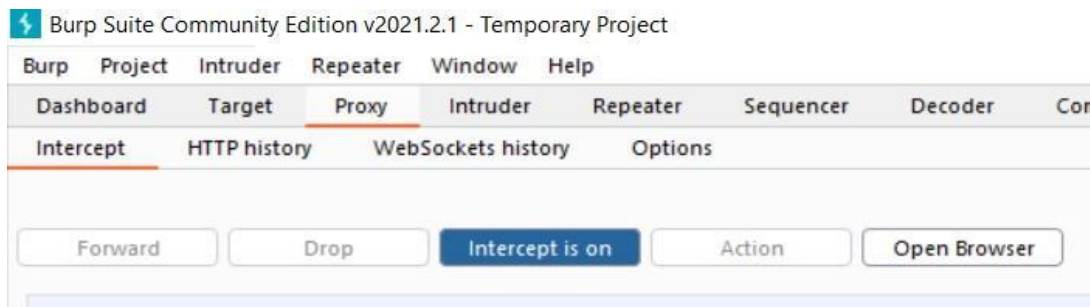 Burp Suite Community Edition v2021.2.1 - Temporary Project
Burp Project Intruder Repeater Window Help
Dashboard Target Proxy Intruder Repeater Sequencer Decoder
Intercept HTTP history WebSockets history Options
Forward Drop Intercept is on Action Open Browser